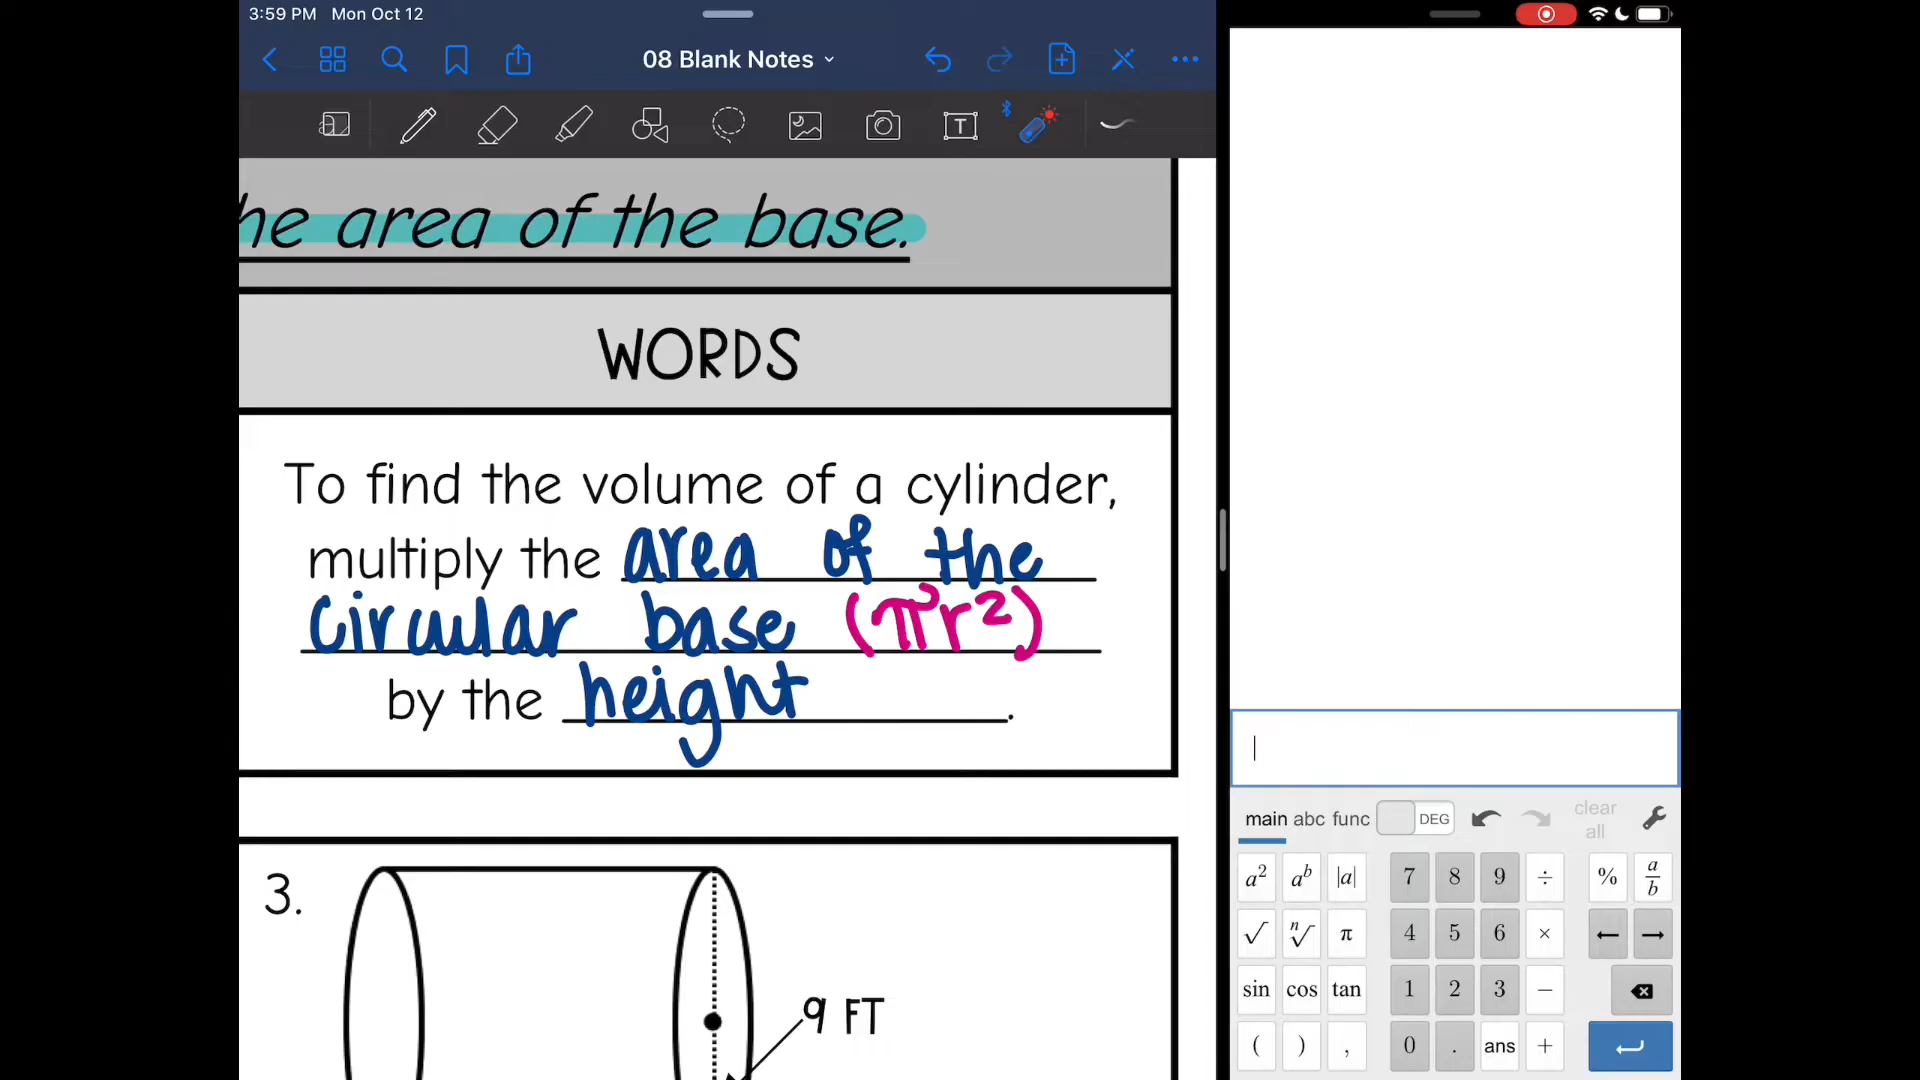 3:59 PM Mon Oct 12
08 Blank Notes
he area of the base.
WORDS
To find the volume of a cylinder,
multiply the area of the
circular base (πr²)
by the height.
3.
9 FT
main abc func DEG clear all
a² aᵇ |a| 7 8 9 ÷ % a/b
√ ⁿ√ π 4 5 6 × ← →
sin cos tan 1 2 3 −
( ) , 0 . ans +